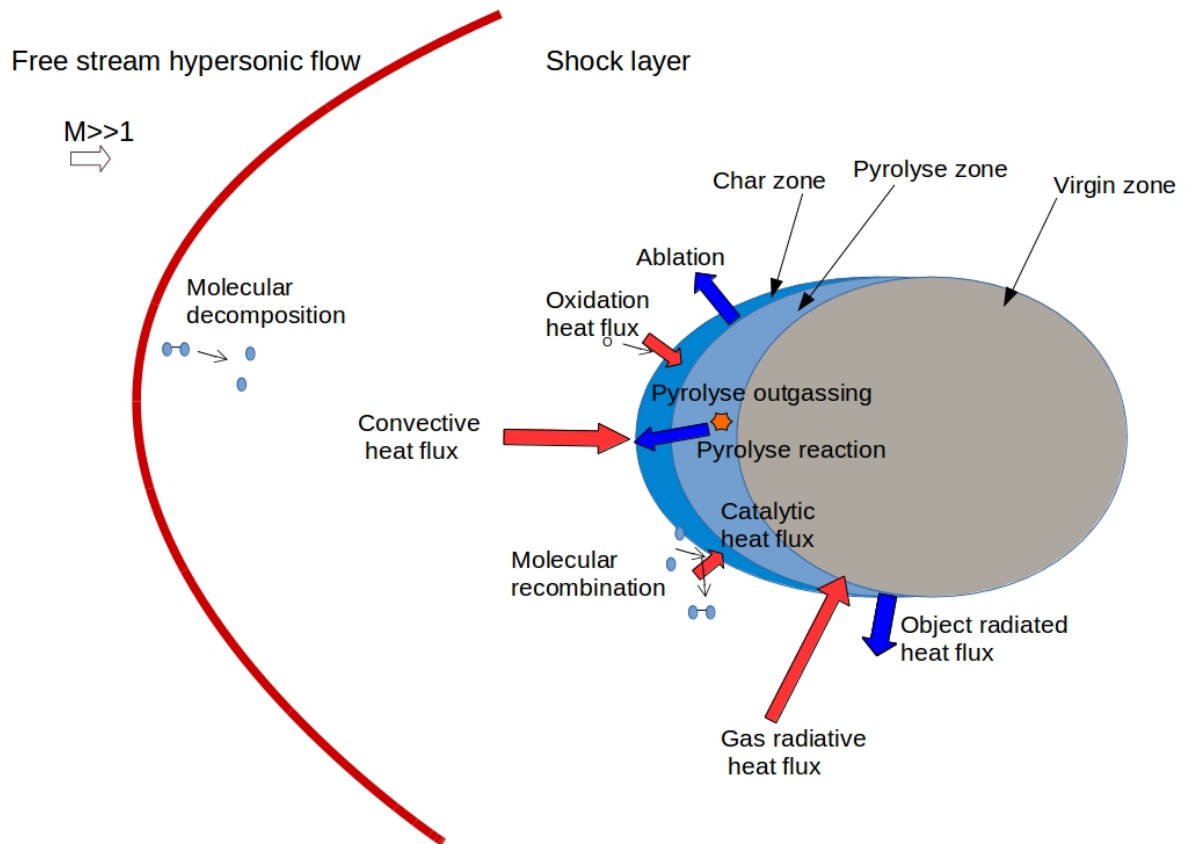 Free stream hypersonic flow
Shock layer
M>>1
Char zone
Pyrolyse zone
Virgin zone
Ablation
Molecular
decomposition
Oxidation
heat flux
O
Pyrolyse outgassing
Convective
heat flux
Pyrolyse reaction
Catalytic
heat flux
Molecular
recombination
Object radiated
heat flux
Gas radiative
heat flux